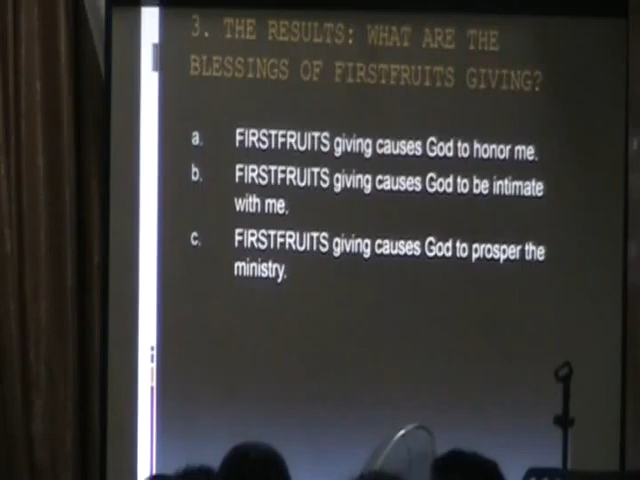 3. THE RESULTS: WHAT ARE THE
BLESSINGS OF FIRSTFRUITS GIVING?
a. FIRSTFRUITS giving causes God to honor me.
b. FIRSTFRUITS giving causes God to be intimate
with me.
c. FIRSTFRUITS giving causes God to prosper the
ministry.